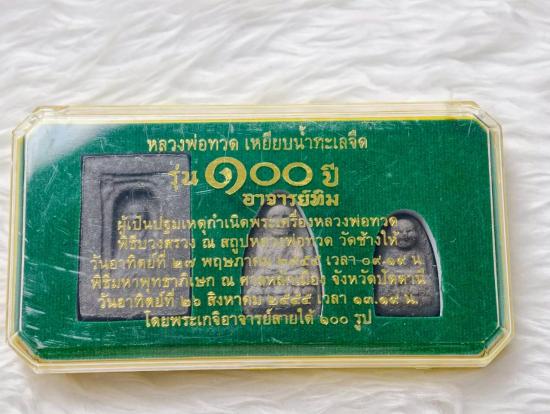 หลวงพ่อทวด เหยียบน้ำทะเลจืด
รุ่น ๑๐๐ ปี
อาจารย์ทิม
ผู้เป็นปฐมเหตุกำเนิดพระเครื่องหลวงพ่อทวด
พิธีบวงสรวง ณ สถูปหลวงพ่อทวด วัดช้างให้
วันอาทิตย์ที่ ๒๗ พฤษภาคม ๒๕๕๕ เวลา ๐๙.๑๙ น.
พิธีมหาพุทธาภิเษก ณ ศาลหลักเมือง จังหวัดปัตตานี
วันอาทิตย์ที่ ๒๖ สิงหาคม ๒๕๕๕ เวลา ๑๓.๑๙ น.
โดยพระเกจิอาจารย์สายใต้ ๑๐๐ รูป